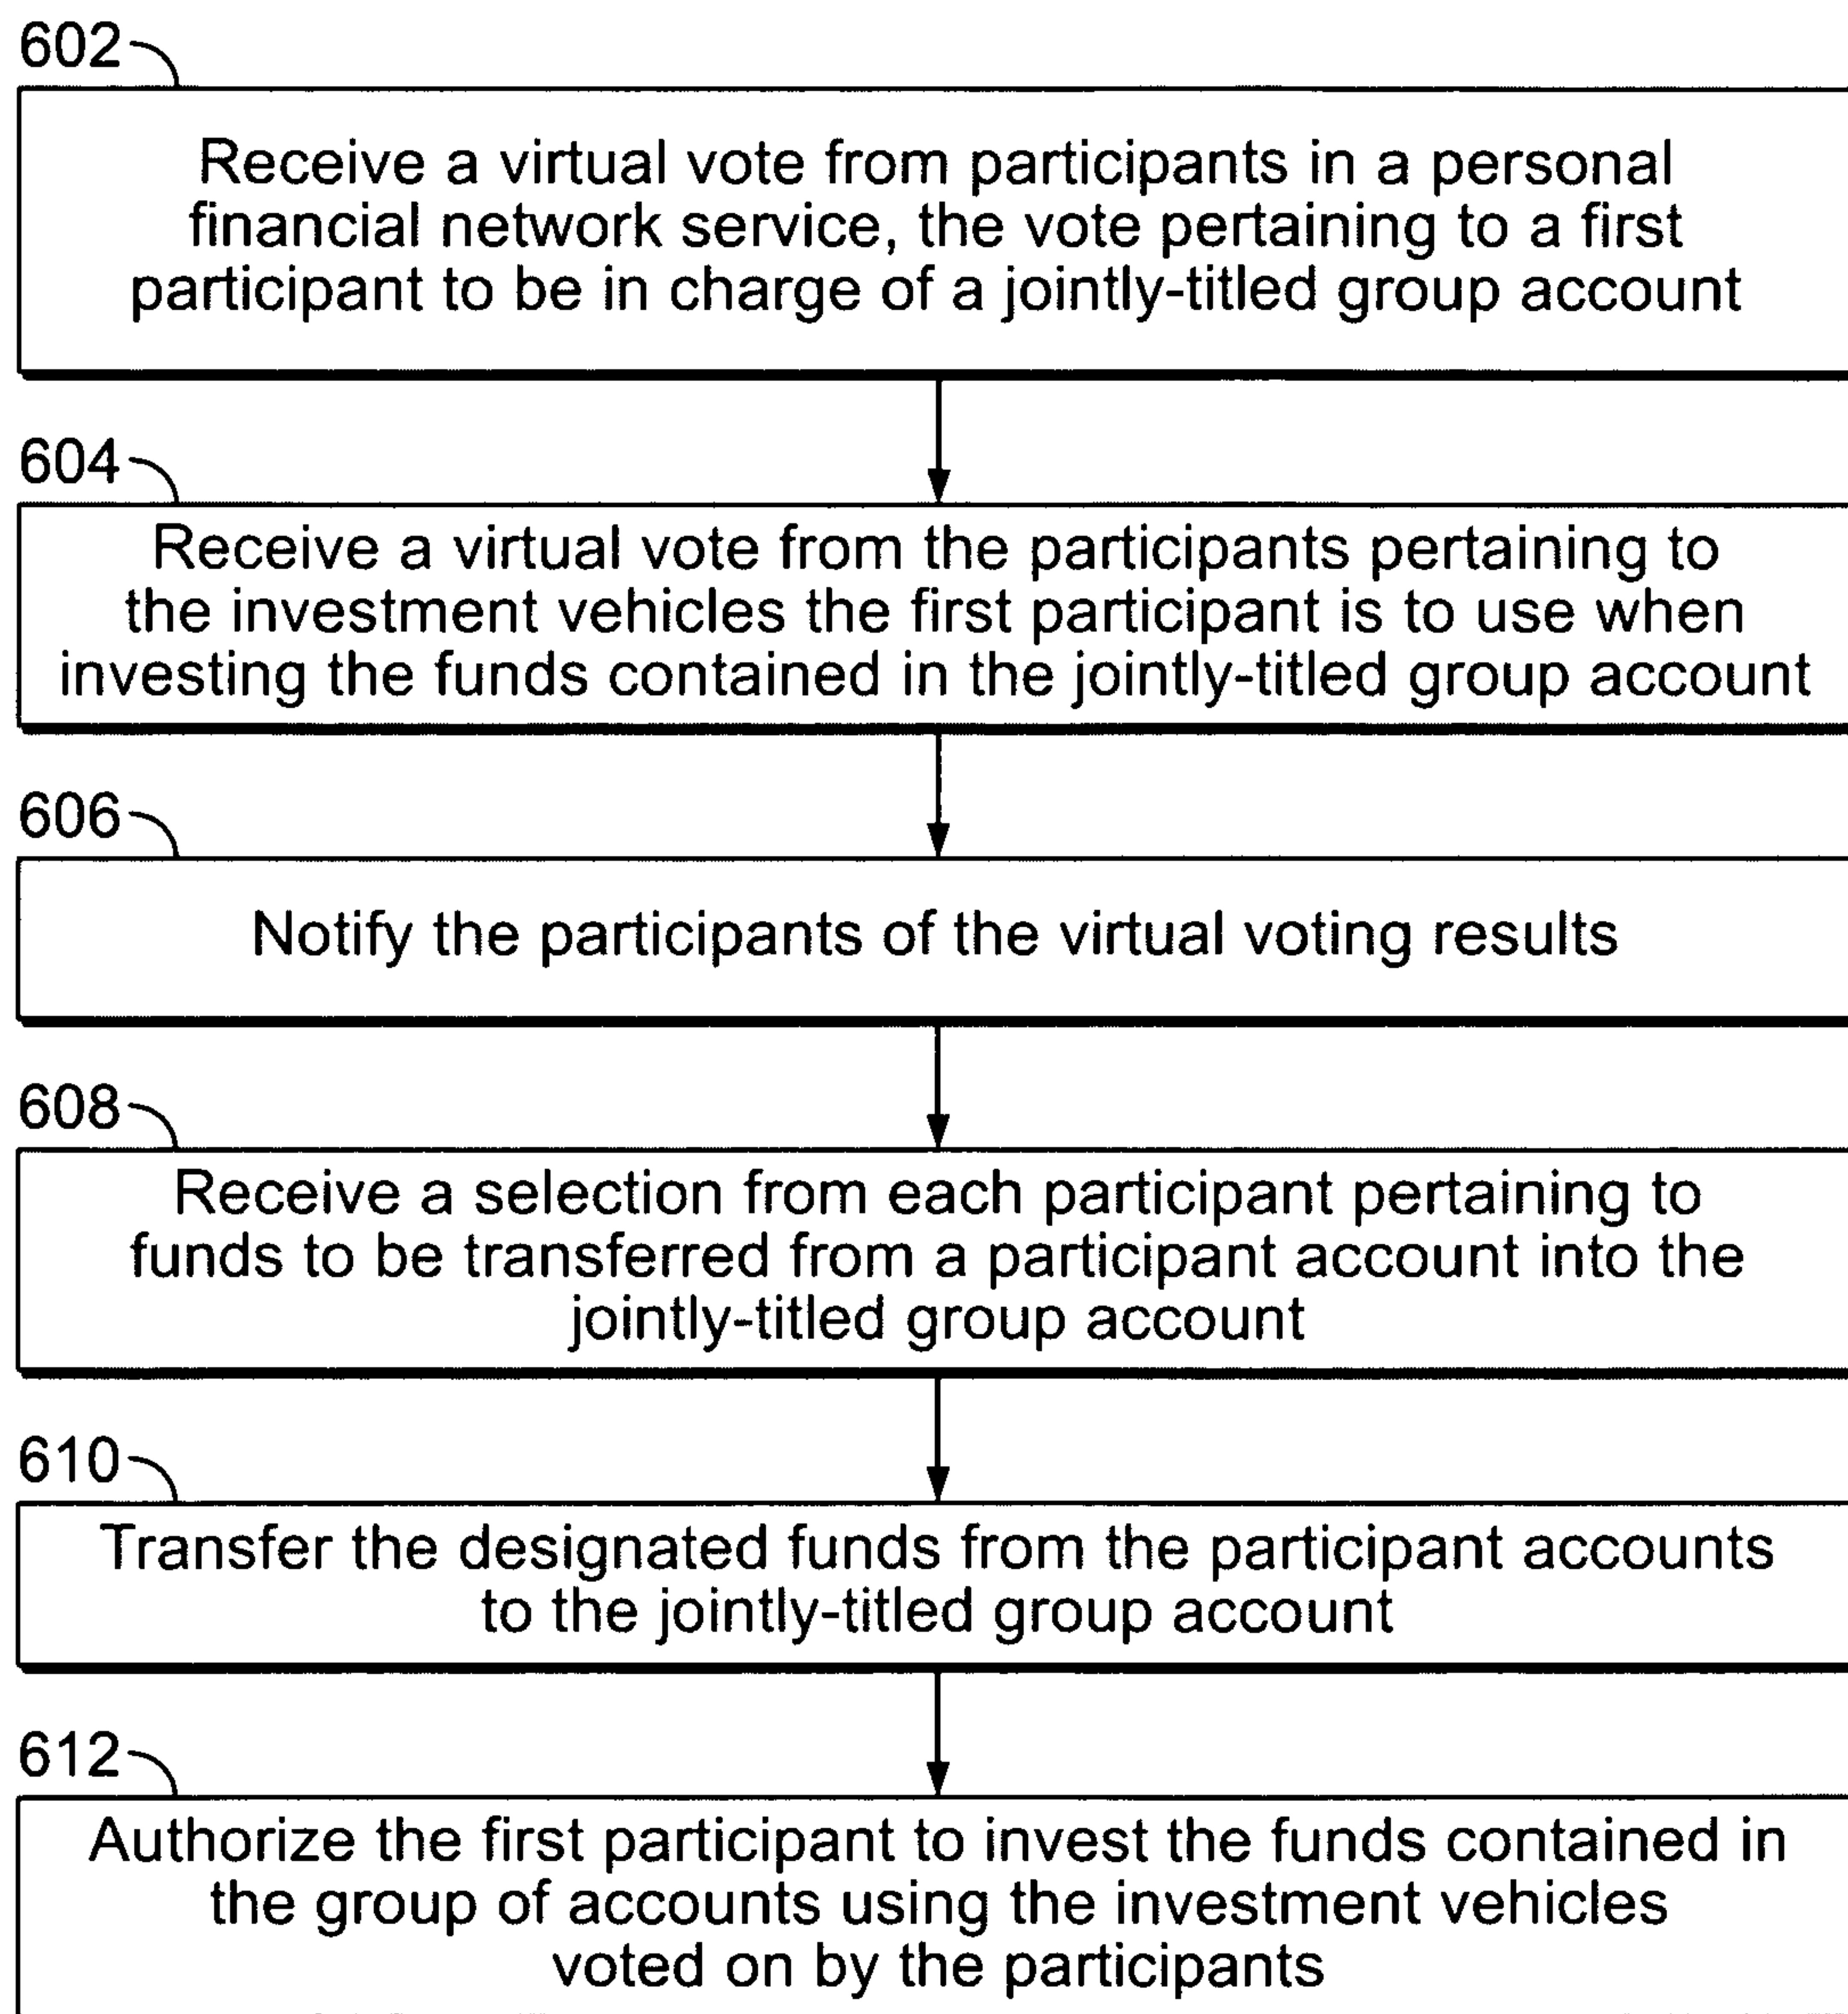 602
Receive a virtual vote from participants in a personal
financial network service, the vote pertaining to a first
participant to be in charge of a jointly-titled group account
604
Receive a virtual vote from the participants pertaining to
the investment vehicles the first participant is to use when
investing the funds contained in the jointly-titled group account
606
Notify the participants of the virtual voting results
608
Receive a selection from each participant pertaining to
funds to be transferred from a participant account into the
jointly-titled group account
610
Transfer the designated funds from the participant accounts
to the jointly-titled group account
612
Authorize the first participant to invest the funds contained in
the group of accounts using the investment vehicles
voted on by the participants